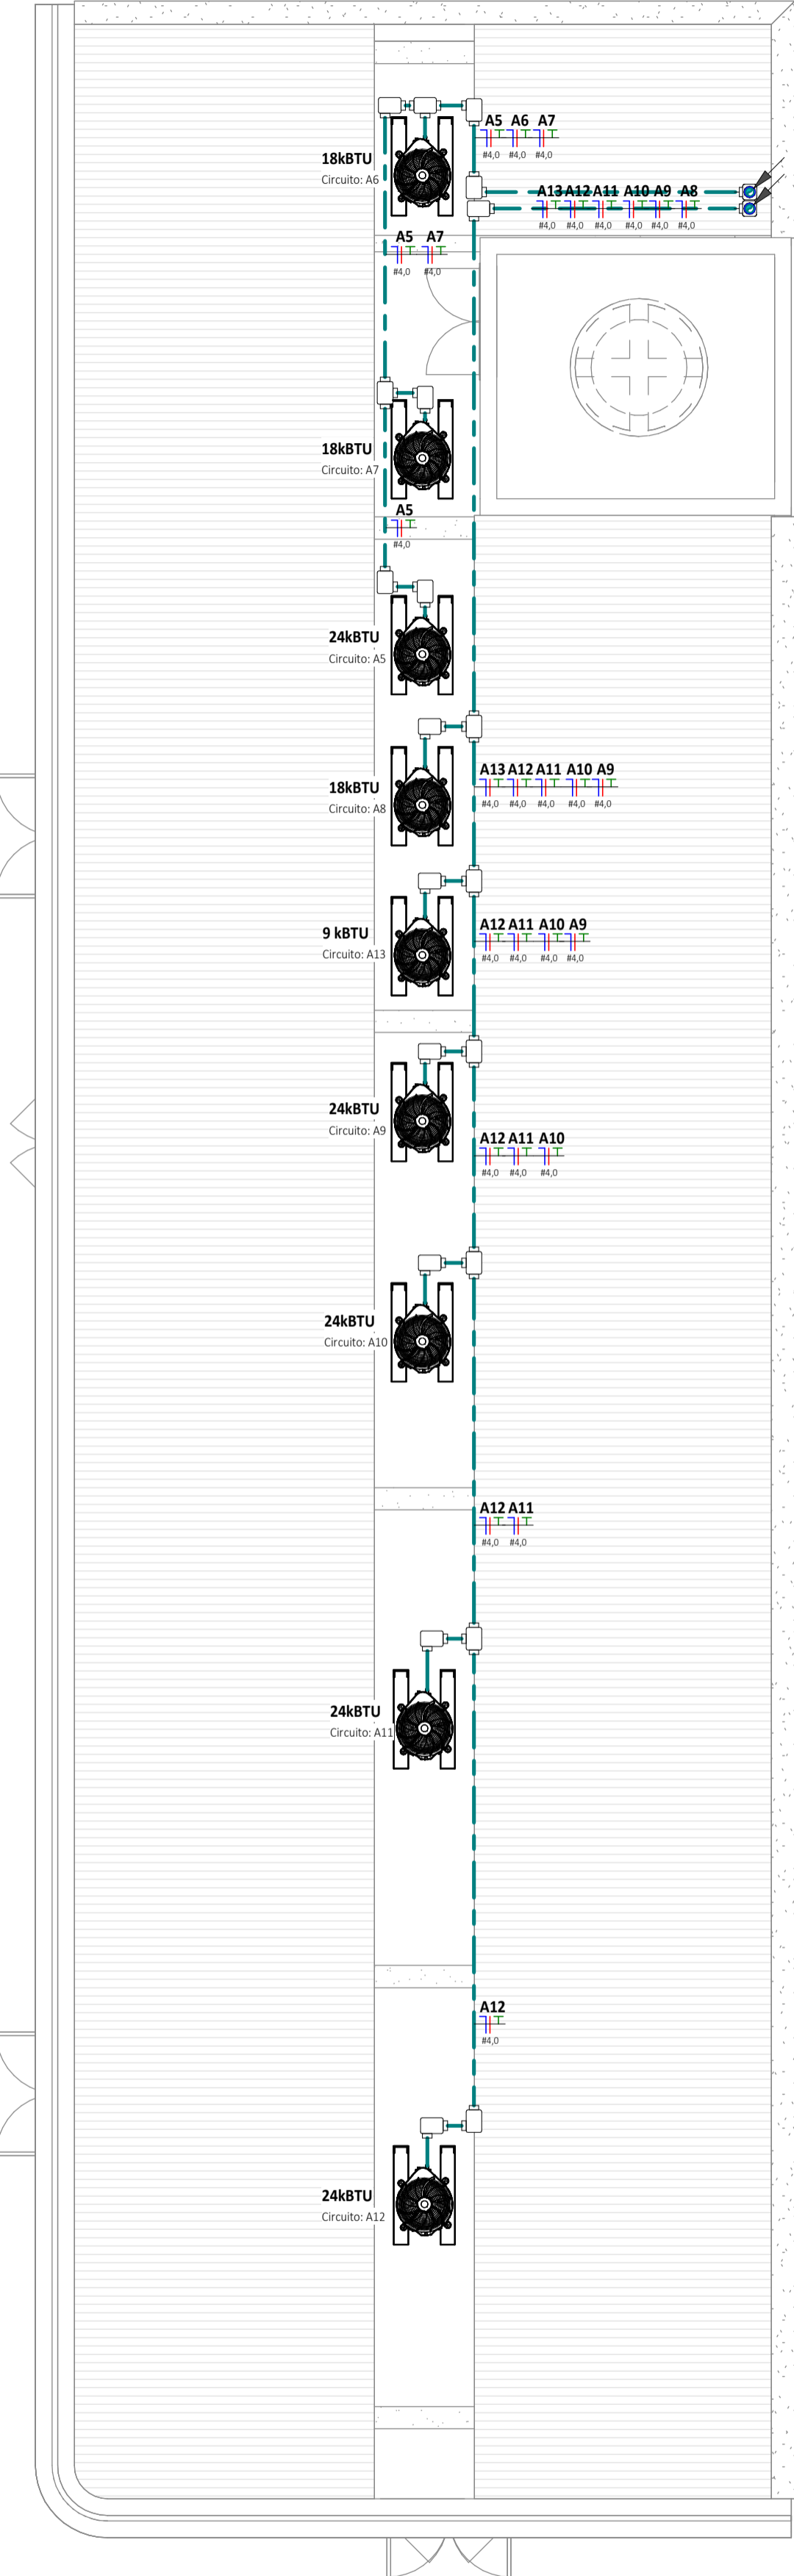 A5 A6 A7
#4,0 #4,0 #4,0
18kBTU
Circuito: A6
A13 A12 A11 A10 A9 A8
#4,0 #4,0 #4,0 #4,0 #4,0 #4,0
A5 A7
#4,0 #4,0
18kBTU
Circuito: A7
A5
#4,0
24kBTU
Circuito: A5
A13 A12 A11 A10 A9
#4,0 #4,0 #4,0 #4,0 #4,0
18kBTU
Circuito: A8
A12 A11 A10 A9
#4,0 #4,0 #4,0 #4,0
9 kBTU
Circuito: A13
24kBTU
Circuito: A9
A12 A11 A10
#4,0 #4,0 #4,0
24kBTU
Circuito: A10
A12 A11
#4,0 #4,0
24kBTU
Circuito: A11
A12
#4,0
24kBTU
Circuito: A12